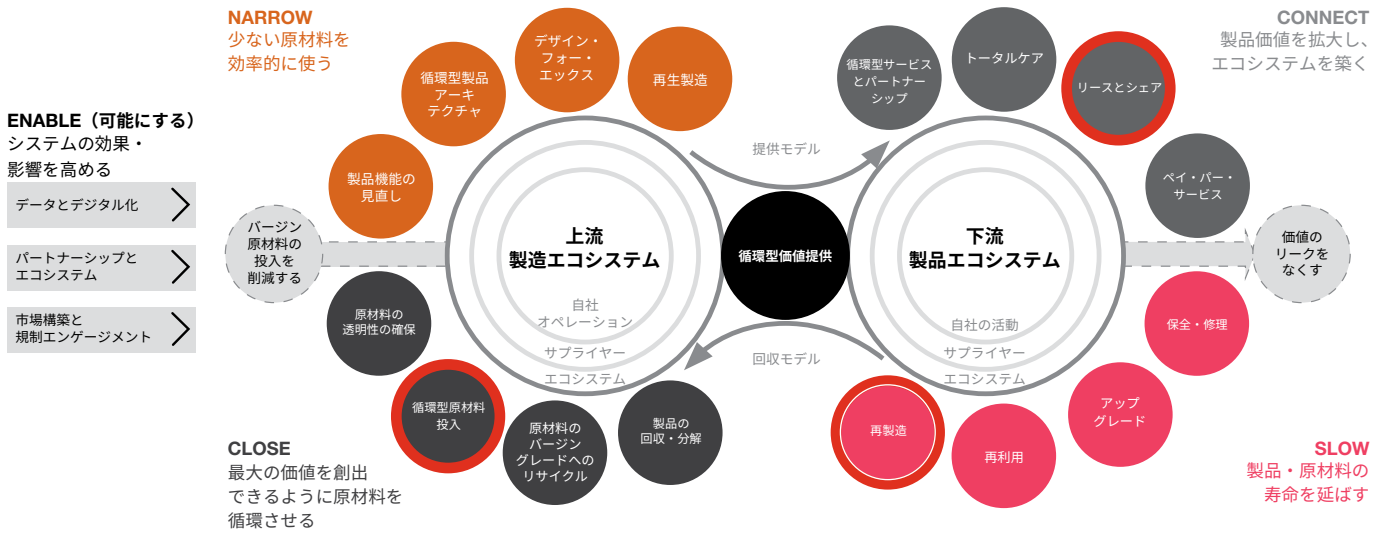 NARROW
少ない原材料を
効率的に使う
CONNECT
製品価値を拡大し、
エコシステムを築く
ENABLE（可能にする）
システムの効果・
影響を高める
データとデジタル化
パートナーシップと
エコシステム
市場構築と
規制エンゲージメント
製品機能の
見直し
循環型製品
アーキ
テクチャ
デザイン・
フォー・
エックス
再生製造
循環型サービス
とパートナー
シップ
トータルケア
リースとシェア
ペイ・パー・
サービス
提供モデル
バージン
原材料の
投入を
削減する
上流
製造エコシステム
自社
オペレーション
サプライヤー
エコシステム
循環型価値提供
下流
製品エコシステム
自社の活動
サプライヤー
エコシステム
価値の
リークを
なくす
回収モデル
原材料の
透明性の確保
循環型原材料
投入
原材料の
バージン
グレードへの
リサイクル
製品の
回収・分解
再製造
再利用
アップ
グレード
保全・修理
CLOSE
最大の価値を創出
できるように原材料を
循環させる
SLOW
製品・原材料の
寿命を延ばす